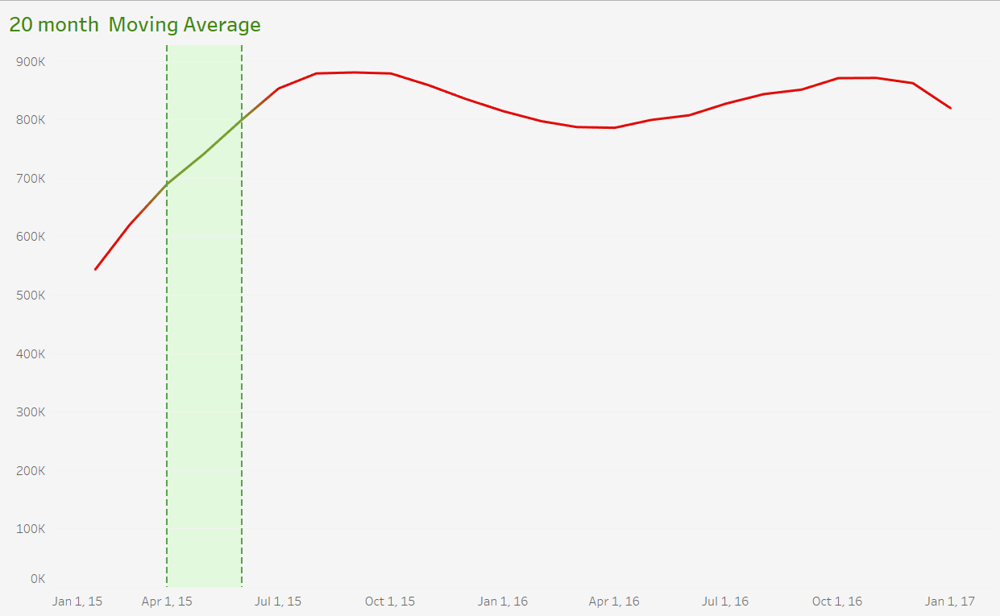 20 month  Moving Average
900K
800K
700K
600K
500K
400K
300K
200K
100K
0K
Jan 1, 15 Apr 1, 15 Jul 1, 15 Oct 1, 15 Jan 1, 16 Apr 1, 16 Jul 1, 16 Oct 1, 16 Jan 1, 17